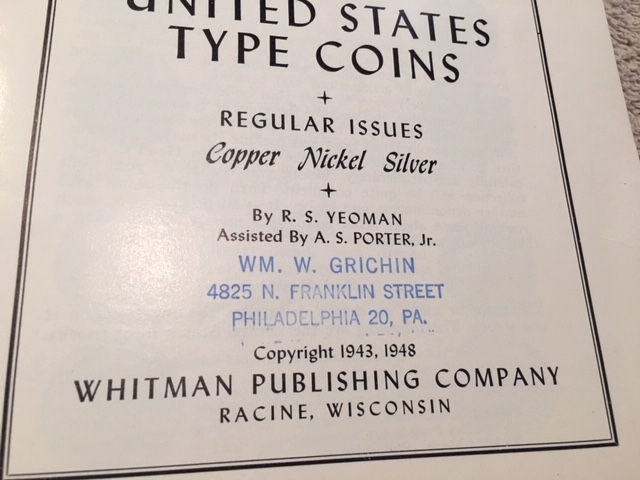 UNITED STATES
TYPE COINS
REGULAR ISSUES
Copper Nickel Silver
By R. S. YEOMAN
Assisted By A. S. PORTER, Jr.
WM. W. GRICHIN
4825 N. FRANKLIN STREET
PHILADELPHIA 20, PA.
Copyright 1943, 1948
WHITMAN PUBLISHING COMPANY
RACINE, WISCONSIN